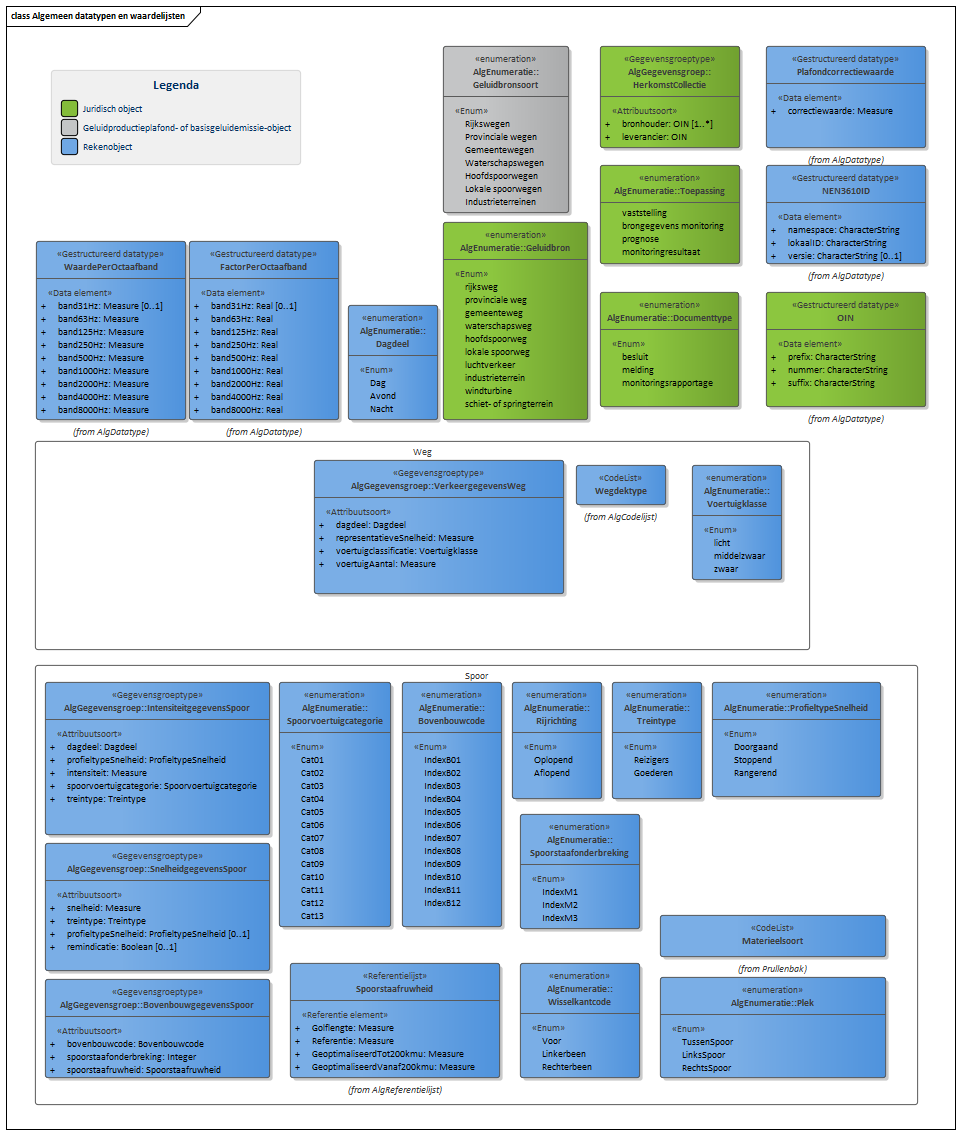 class Algemeen datatypen en waardelijsten
Legenda
Juridisch object
Geluidproductieplafond- of basisgeluidemissie-object
Rekenobject
«enumeration»
AlgEnumeratie::
Geluidbronsoort
«Enum»
Rijkswegen
Provinciale wegen
Gemeentewegen
Waterschapswegen
Hoofdspoorwegen
Lokale spoorwegen
Industrieterreinen
«Gegevensgroeptype»
AlgGegevensgroep::
HerkomstCollectie
«Attribuutsoort»
+ bronhouder: OIN [1..*]
+ leverancier: OIN
«Gestructureerd datatype»
Plafondcorrectiewaarde
«Data element»
+ correctiewaarde: Measure
(from AlgDatatype)
«enumeration»
AlgEnumeratie::Toepassing
vaststelling
brongegevens monitoring
prognose
monitoringresultaat
«Gestructureerd datatype»
NEN3610ID
«Data element»
+ namespace: CharacterString
+ lokaalID: CharacterString
+ versie: CharacterString [0..1]
(from AlgDatatype)
«Gestructureerd datatype»
WaardePerOctaafband
«Data element»
+ band31Hz: Measure [0..1]
+ band63Hz: Measure
+ band125Hz: Measure
+ band250Hz: Measure
+ band500Hz: Measure
+ band1000Hz: Measure
+ band2000Hz: Measure
+ band4000Hz: Measure
+ band8000Hz: Measure
(from AlgDatatype)
«Gestructureerd datatype»
FactorPerOctaafband
«Data element»
+ band31Hz: Real [0..1]
+ band63Hz: Real
+ band125Hz: Real
+ band250Hz: Real
+ band500Hz: Real
+ band1000Hz: Real
+ band2000Hz: Real
+ band4000Hz: Real
+ band8000Hz: Real
(from AlgDatatype)
«enumeration»
AlgEnumeratie::
Dagdeel
«Enum»
Dag
Avond
Nacht
«enumeration»
AlgEnumeratie::Geluidbron
«Enum»
rijksweg
provinciale weg
gemeenteweg
waterschapsweg
hoofdspoorweg
lokale spoorweg
luchtverkeer
industrieterrein
windturbine
schiet- of springterrein
«enumeration»
AlgEnumeratie::Documenttype
«Enum»
besluit
melding
monitoringsrapportage
«Gestructureerd datatype»
OIN
«Data element»
+ prefix: CharacterString
+ nummer: CharacterString
+ suffix: CharacterString
(from AlgDatatype)
Weg
«Gegevensgroeptype»
AlgGegevensgroep::VerkeergegevensWeg
«Attribuutsoort»
+ dagdeel: Dagdeel
+ representatieveSnelheid: Measure
+ voertuigclassificatie: Voertuigklasse
+ voertuigAantal: Measure
«CodeList»
Wegdektype
(from AlgCodelijst)
«enumeration»
AlgEnumeratie::
Voertuigklasse
«Enum»
licht
middelzwaar
zwaar
Spoor
«Gegevensgroeptype»
AlgGegevensgroep::IntensiteitgegevensSpoor
«Attribuutsoort»
+ dagdeel: Dagdeel
+ profieltypeSnelheid: ProfieltypeSnelheid
+ intensiteit: Measure
+ spoorvoertuigcategorie: Spoorvoertuigcategorie
+ treintype: Treintype
«enumeration»
AlgEnumeratie::
Spoorvoertuigcategorie
«Enum»
Cat01
Cat02
Cat03
Cat04
Cat05
Cat06
Cat07
Cat08
Cat09
Cat10
Cat11
Cat12
Cat13
«enumeration»
AlgEnumeratie::
Bovenbouwcode
«Enum»
IndexB01
IndexB02
IndexB03
IndexB04
IndexB05
IndexB06
IndexB07
IndexB08
IndexB09
IndexB10
IndexB11
IndexB12
«enumeration»
AlgEnumeratie::
Rijrichting
«Enum»
Oplopend
Aflopend
«enumeration»
AlgEnumeratie::
Treintype
«Enum»
Reizigers
Goederen
«enumeration»
AlgEnumeratie::ProfieltypeSnelheid
«Enum»
Doorgaand
Stoppend
Rangerend
«enumeration»
AlgEnumeratie::
Spoorstaafonderbreking
«Enum»
IndexM1
IndexM2
IndexM3
«Gegevensgroeptype»
AlgGegevensgroep::SnelheidgegevensSpoor
«Attribuutsoort»
+ snelheid: Measure
+ treintype: Treintype
+ profieltypeSnelheid: ProfieltypeSnelheid [0..1]
+ remindicatie: Boolean [0..1]
«CodeList»
Materieelsoort
(from Prullenbak)
«Gegevensgroeptype»
AlgGegevensgroep::BovenbouwgegevensSpoor
«Attribuutsoort»
+ bovenbouwcode: Bovenbouwcode
+ spoorstaafonderbreking: Integer
+ spoorstaafruwheid: Spoorstaafruwheid
«Referentielijst»
Spoorstaafruwheid
«Referentie element»
+ Golflengte: Measure
+ Referentie: Measure
+ GeoptimaliseerdTot200kmu: Measure
+ GeoptimaliseerdVanaf200kmu: Measure
(from AlgReferentielijst)
«enumeration»
AlgEnumeratie::
Wisselkantcode
«Enum»
Voor
Linkerbeen
Rechterbeen
«enumeration»
AlgEnumeratie::Plek
«Enum»
TussenSpoor
LinksSpoor
RechtsSpoor